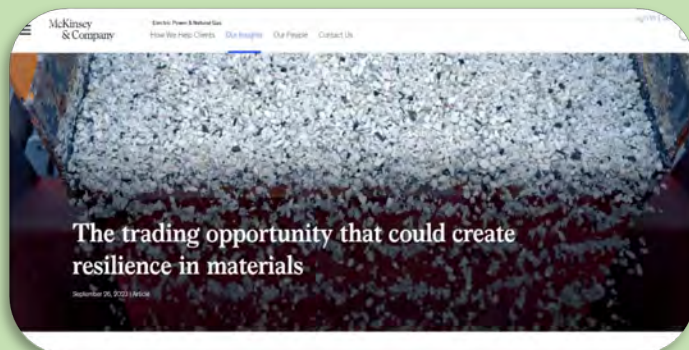 McKinsey
& Company
Electric Power & Natural Gas
How We Help Clients Our Insights Our People Contact Us
The trading opportunity that could create
resilience in materials
| Article